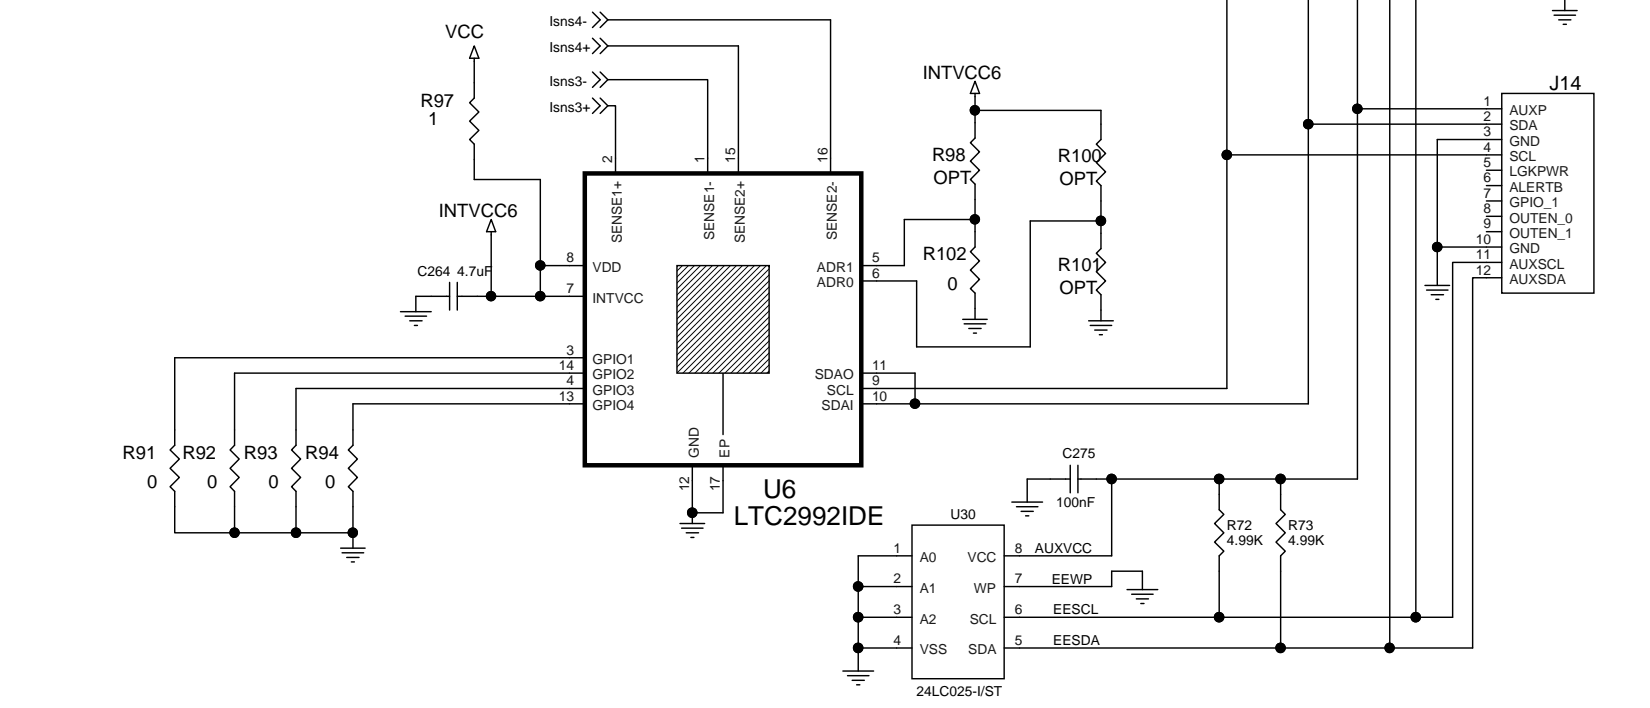 Isns4-
VCC
Isns4+
INTVCC6
Isns3-
J14
R97
1
Isns3+
1 AUXP
2 SDA
3 GND
4 SCL
5 LGKPWR
6 ALERTB
7 GPIO_1
8 OUTEN_0
9 OUTEN_1
10 GND
11 AUXSCL
12 AUXSDA
2 1 15 16
SENSE1+ SENSE1- SENSE2+ SENSE2-
R98
OPT
R100
OPT
INTVCC6
C264 4.7uF
8 VDD
7 INTVCC
ADR1 5
ADR0 6
R102
0
R101
OPT
3 GPIO1
14 GPIO2
4 GPIO3
13 GPIO4
SDAO 11
SCL 9
SDAI 10
GND EP
12 17
R91 R92 R93 R94
0 0 0 0
U6
LTC2992IDE
C275
100nF
U30
R72
4.99K
R73
4.99K
1 A0 VCC 8 AUXVCC
2 A1 WP 7 EEWP
3 A2 SCL 6 EESCL
4 VSS SDA 5 EESDA
24LC025-I/ST